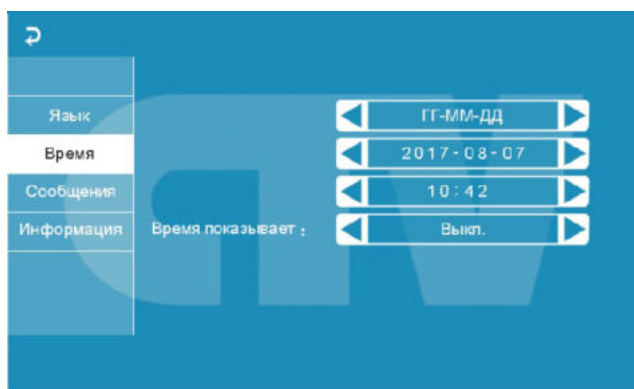 Язык
ГГ-ММ-ДД
Время
2017-08-07
Сообщения
10:42
Информация
Время показывает :
Выкл.